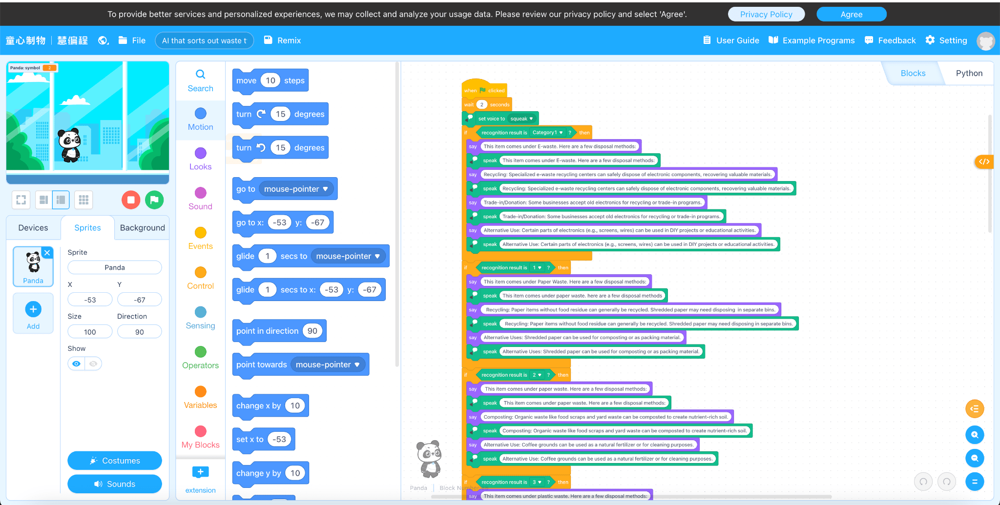 To provide better services and personalized experiences, we may collect and analyze your usage data. Please review our privacy policy and select 'Agree'.
Privacy Policy
Agree
童心制物 慧编程
File
AI that sorts out waste t
Remix
User Guide
Example Programs
Feedback
Setting
Panda: symbol 2
Devices
Sprites
Background
Panda
Add
Sprite
Panda
X
Y
-53
-67
Size
Direction
100
90
Show
Costumes
Sounds
Search
Motion
Looks
Sound
Events
Control
Sensing
Operators
Variables
My Blocks
extension
move 10 steps
turn 15 degrees
turn 15 degrees
go to mouse-pointer
go to x: -53 y: -67
glide 1 secs to mouse-pointer
glide 1 secs to x: -53 y: -67
point in direction 90
point towards mouse-pointer
change x by 10
set x to -53
change y by 10
Blocks
Python
when clicked
wait 2 seconds
set voice to squeak
if recognition result is Category1 ? then
say This item comes under E-waste. Here are a few disposal methods:
speak This item comes under E-waste. Here are a few disposal methods:
say Recycling: Specialized e-waste recycling centers can safely dispose of electronic components, recovering valuable materials.
speak Recycling: Specialized e-waste recycling centers can safely dispose of electronic components, recovering valuable materials.
say Trade-in/Donation: Some businesses accept old electronics for recycling or trade-in programs.
speak Trade-in/Donation: Some businesses accept old electronics for recycling or trade-in programs.
say Alternative Use: Certain parts of electronics (e.g., screens, wires) can be used in DIY projects or educational activities.
speak Alternative Use: Certain parts of electronics (e.g., screens, wires) can be used in DIY projects or educational activities.
if recognition result is 1 ? then
say This item comes under Paper Waste. Here are a few disposal methods:
speak This item comes under paper waste. here are a few disposal methods
say Recycling: Paper items without food residue can generally be recycled. Shredded paper may need disposing in separate bins.
speak Recycling: Paper items without food residue can generally be recycled. Shredded paper may need disposing in separate bins.
say Alternative Uses: Shredded paper can be used for composting or as packing material.
speak Alternative Uses: Shredded paper can be used for composting or as packing material.
if recognition result is 2 ? then
say This item comes under paper waste. Here are a few disposal methods:
speak This item comes under paper waste. Here are a few disposal methods:
say Composting: Organic waste like food scraps and yard waste can be composted to create nutrient-rich soil.
speak Composting: Organic waste like food scraps and yard waste can be composted to create nutrient-rich soil.
say Alternative Use: Coffee grounds can be used as a natural fertilizer or for cleaning purposes.
speak Alternative Use: Coffee grounds can be used as a natural fertilizer or for cleaning purposes.
if recognition result is 3 ? then
say This item comes under plastic waste. Here are a few disposal methods:
Panda
Block